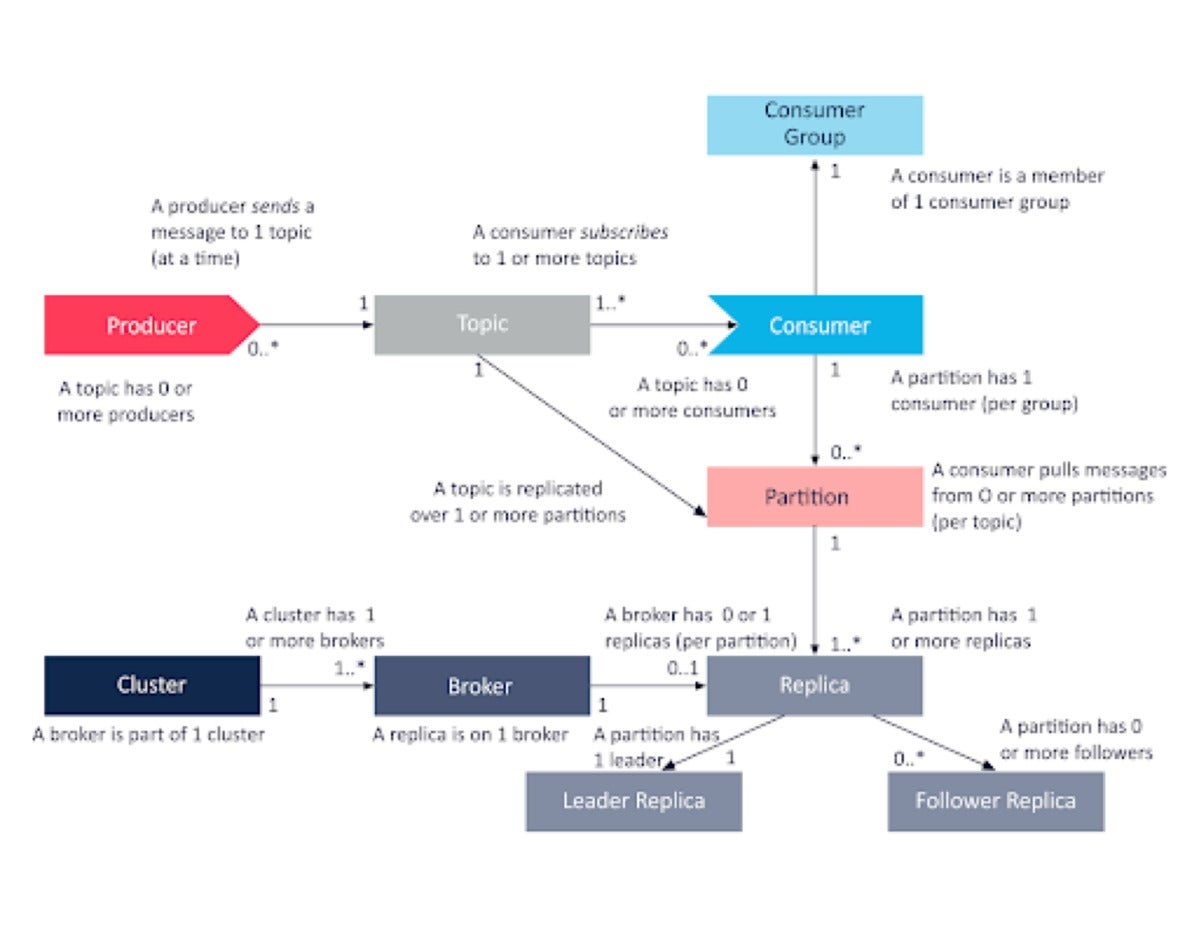 Consumer
Group
1
A consumer is a member
of 1 consumer group
A producer sends a
message to 1 topic
(at a time)
A consumer subscribes
to 1 or more topics
Producer
1
0..*
Topic
1..*
0..*
Consumer
A topic has 0 or
more producers
1
A topic has 0
or more consumers
1
A partition has 1
consumer (per group)
0..*
A topic is replicated
over 1 or more partitions
Partition
A consumer pulls messages
from O or more partitions
(per topic)
1
A cluster has 1
or more brokers
A broker has 0 or 1
replicas (per partition)
1..*
A partition has 1
or more replicas
Cluster
1..*
1
Broker
0..1
1
Replica
A broker is part of 1 cluster
A replica is on 1 broker
A partition has
1 leader
1
0..*
A partition has 0
or more followers
Leader Replica
Follower Replica